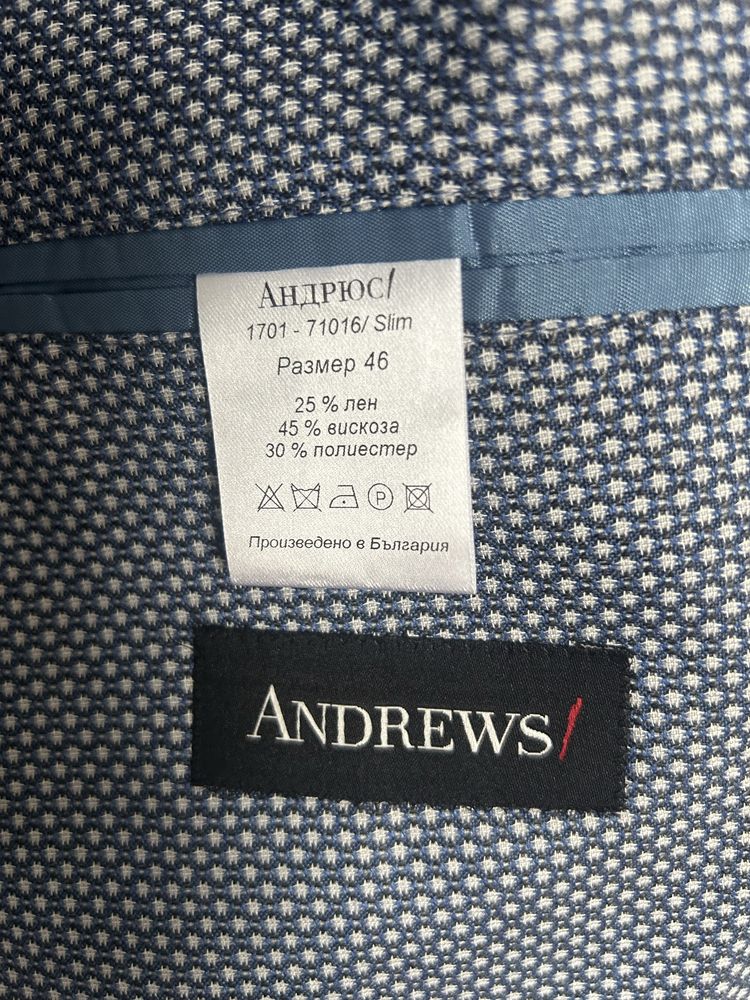 АНДРЮС/
1701 - 71016/ Slim
Размер 46
25 % лен
45 % вискоза
30 % полиестер
P
Произведено в България
ANDREWS/